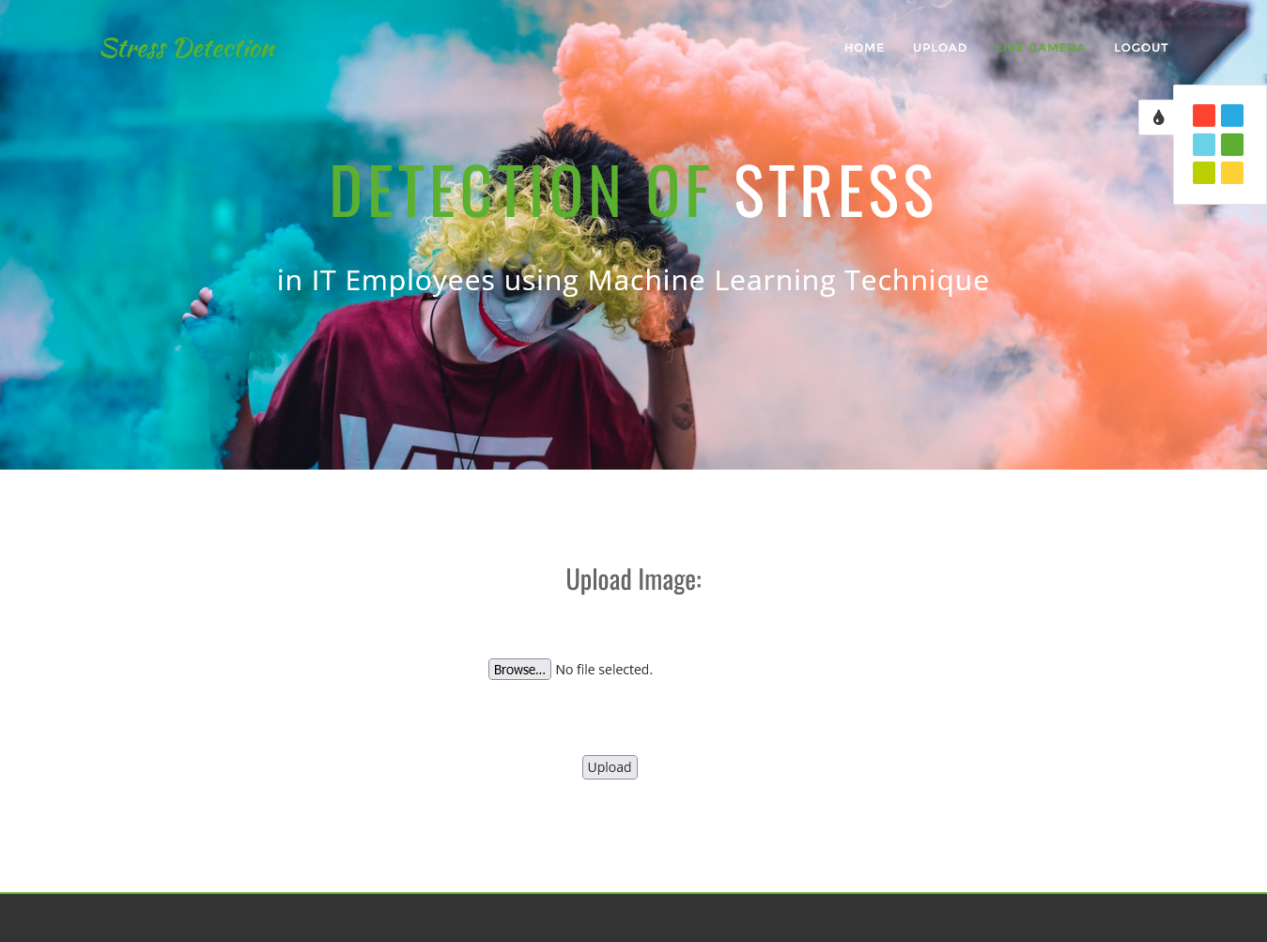 Stress Detection
HOME UPLOAD LIVE CAMERA LOGOUT
DETECTION OF STRESS
in IT Employees using Machine Learning Technique
VANS
Upload Image:
Browse... No file selected.
Upload